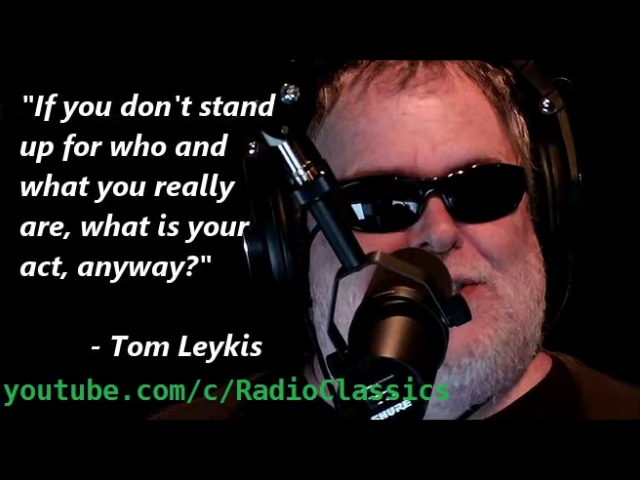 "If you don't stand
up for who and
what you really
are, what is your
act, anyway?"
- Tom Leykis
youtube.com/c/RadioClassics
SHURE